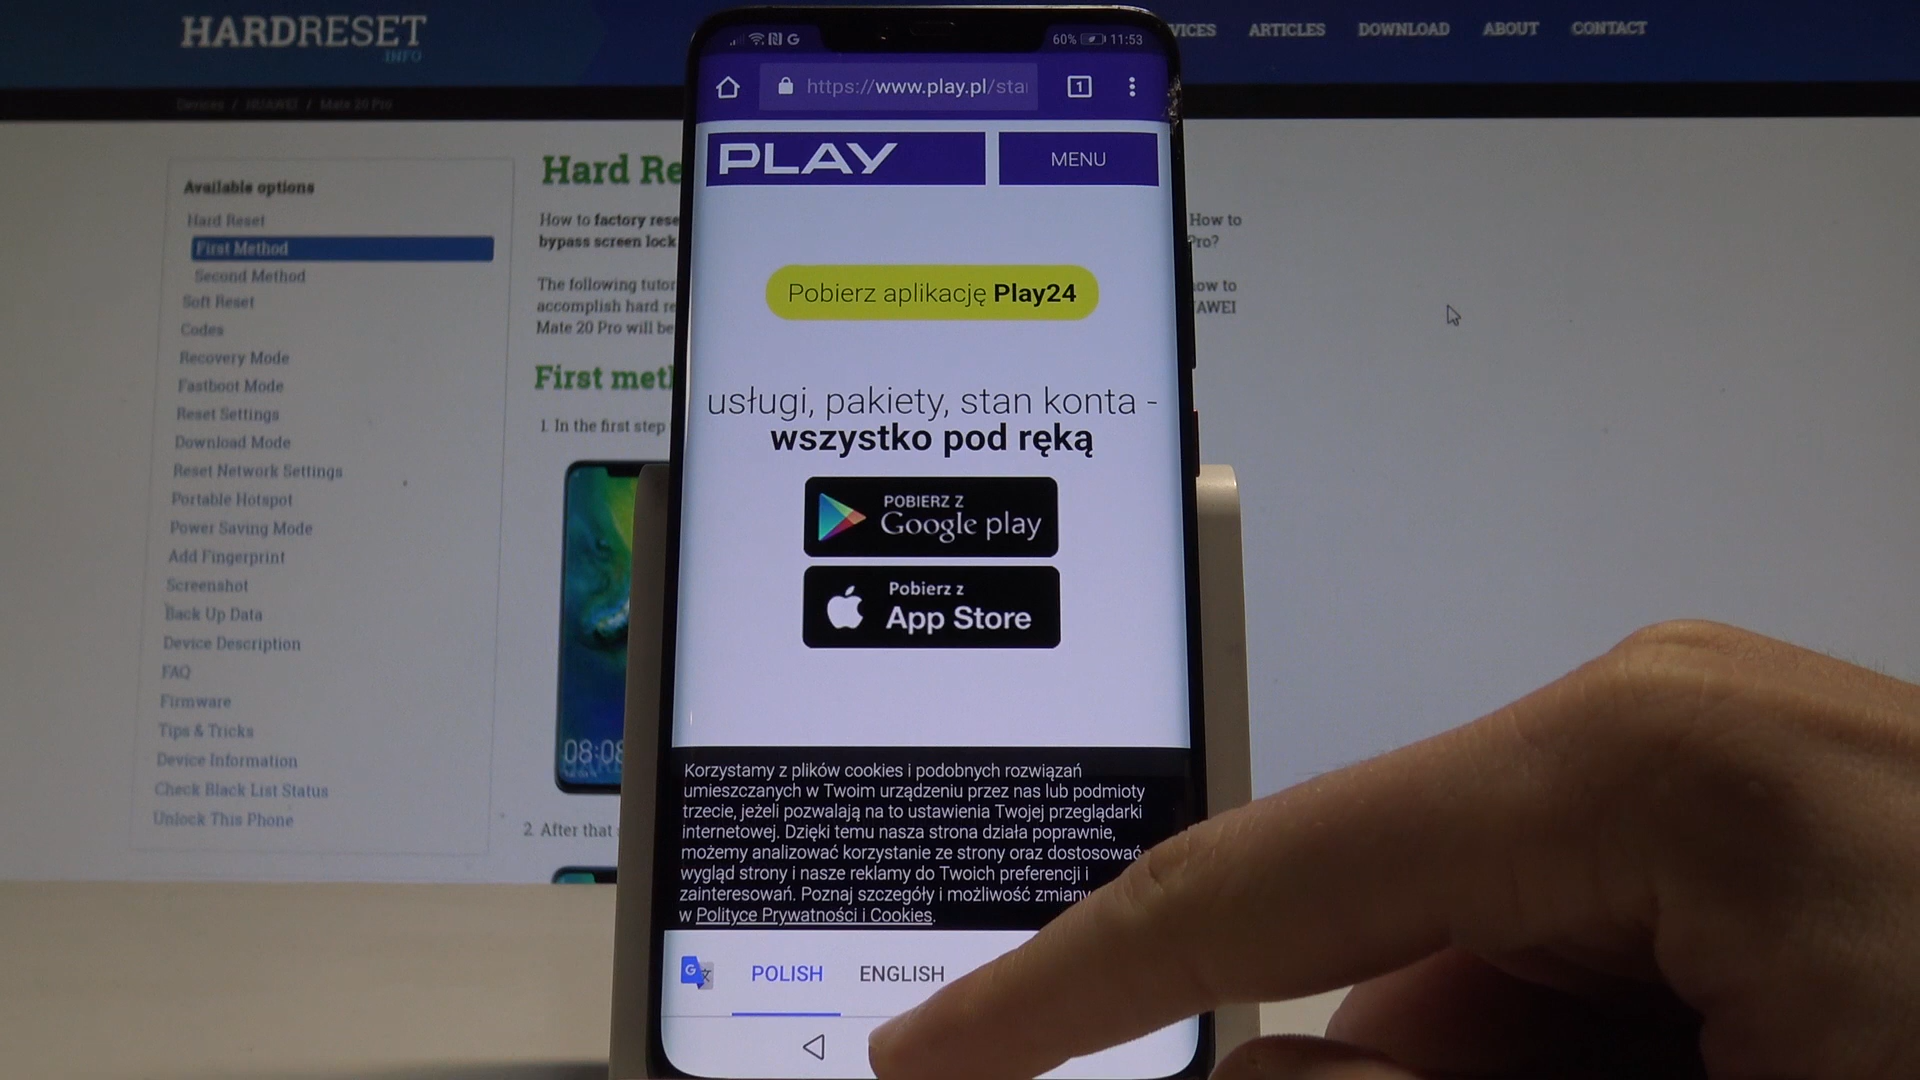 HARDRESET
.INFO
VICES
ARTICLES
DOWNLOAD
ABOUT
CONTACT
Devices / HUAWEI / Mate 20 Pro
Available options
Hard Reset
First Method
Second Method
Soft Reset
Codes
Recovery Mode
Fastboot Mode
Reset Settings
Download Mode
Reset Network Settings
Portable Hotspot
Power Saving Mode
Add Fingerprint
Screenshot
Back Up Data
Device Description
FAQ
Firmware
Tips & Tricks
Device Information
Check Black List Status
Unlock This Phone
Hard Re
How to factory rese
bypass screen lock
The following tutor
accomplish hard re
Mate 20 Pro will be
First meth
1. In the first step
08:08
2. After that
How to
Pro?
how to
AWEI
60% 11:53
https://www.play.pl/star
1
PLAY
MENU
Pobierz aplikację Play24
usługi, pakiety, stan konta -
wszystko pod ręką
POBIERZ Z
Google play
Pobierz z
App Store
Korzystamy z plików cookies i podobnych rozwiązań
umieszczanych w Twoim urządzeniu przez nas lub podmioty
trzecie, jeżeli pozwalają na to ustawienia Twojej przeglądarki
internetowej. Dzięki temu nasza strona działa poprawnie,
możemy analizować korzystanie ze strony oraz dostosować
wygląd strony i nasze reklamy do Twoich preferencji i
zainteresowań. Poznaj szczegóły i możliwość zmiany
w Polityce Prywatności i Cookies.
POLISH
ENGLISH